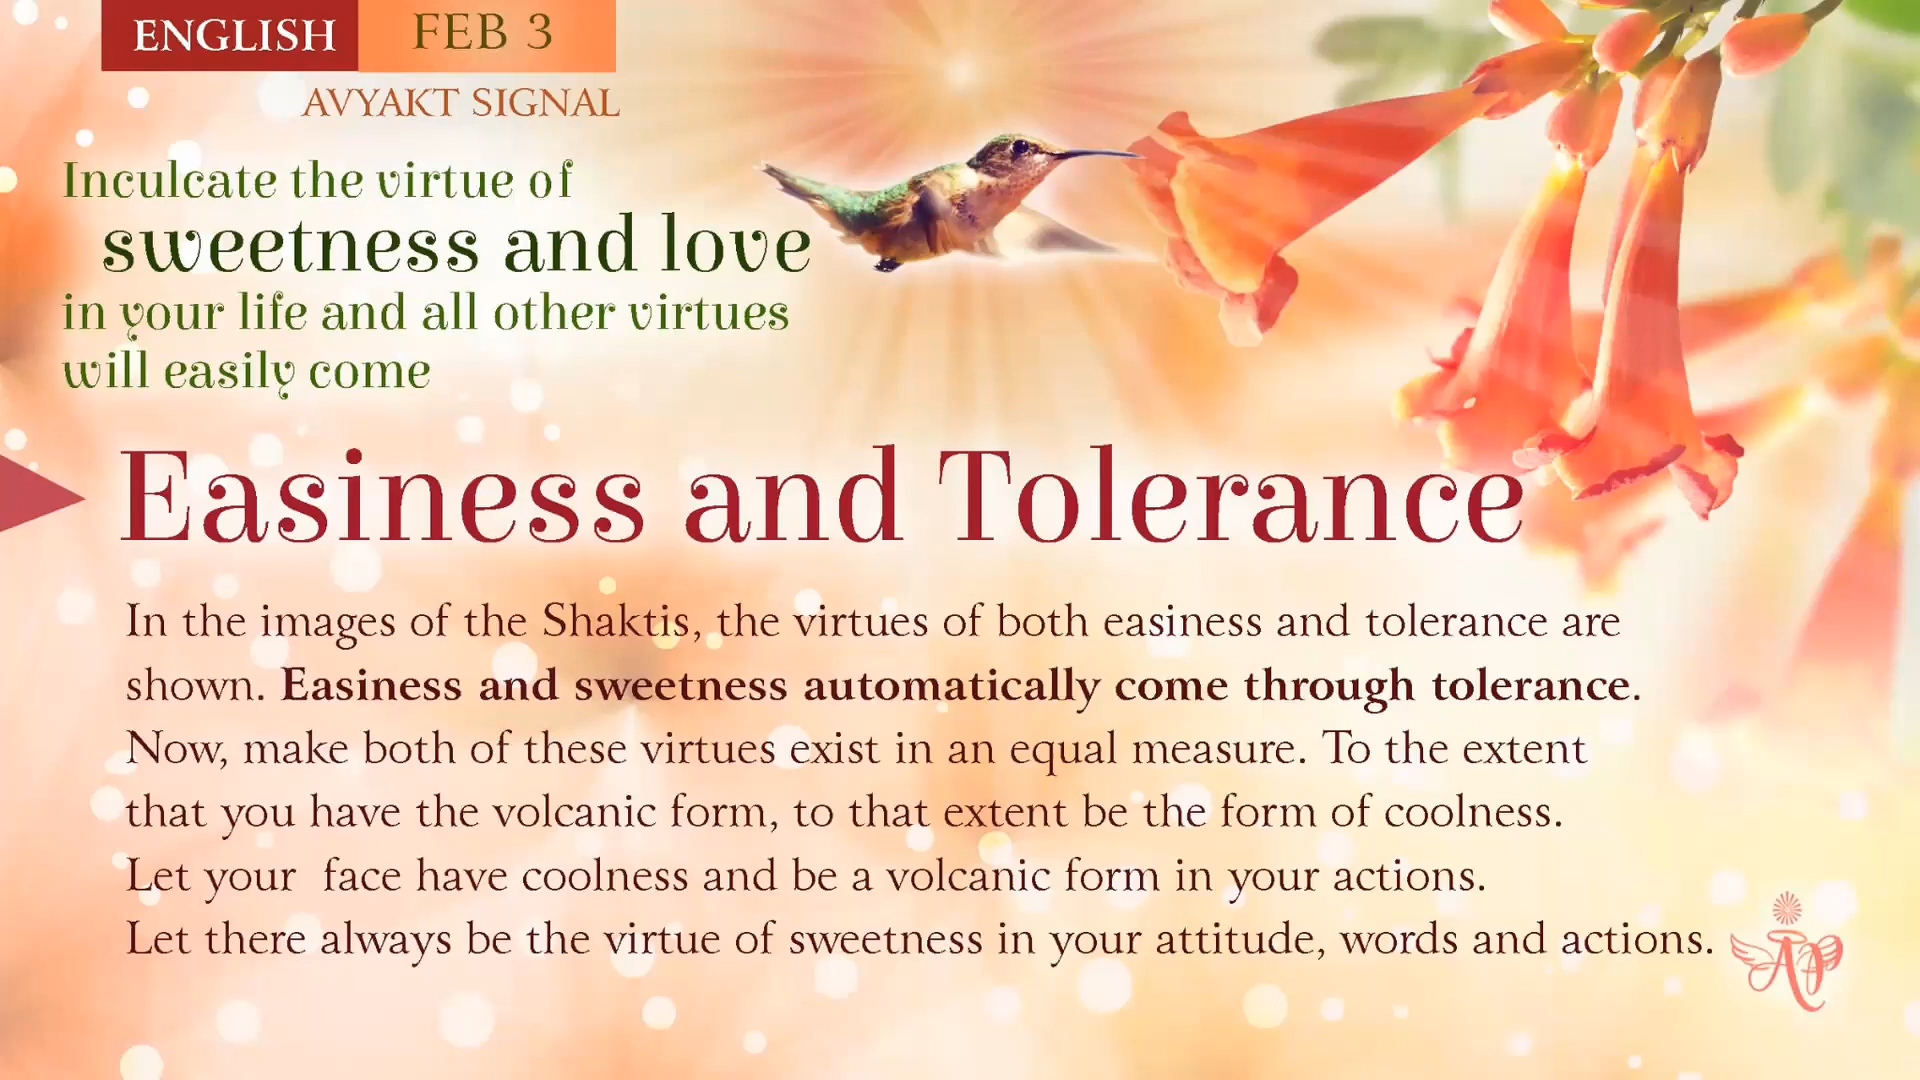 ENGLISH
FEB 3
AVYAKT SIGNAL
Inculcate the virtue of
sweetness and love
in your life and all other virtues
will easily come
Easiness and Tolerance
In the images of the Shaktis, the virtues of both easiness and tolerance are
shown. Easiness and sweetness automatically come through tolerance.
Now, make both of these virtues exist in an equal measure. To the extent
that you have the volcanic form, to that extent be the form of coolness.
Let your face have coolness and be a volcanic form in your actions.
Let there always be the virtue of sweetness in your attitude, words and actions.